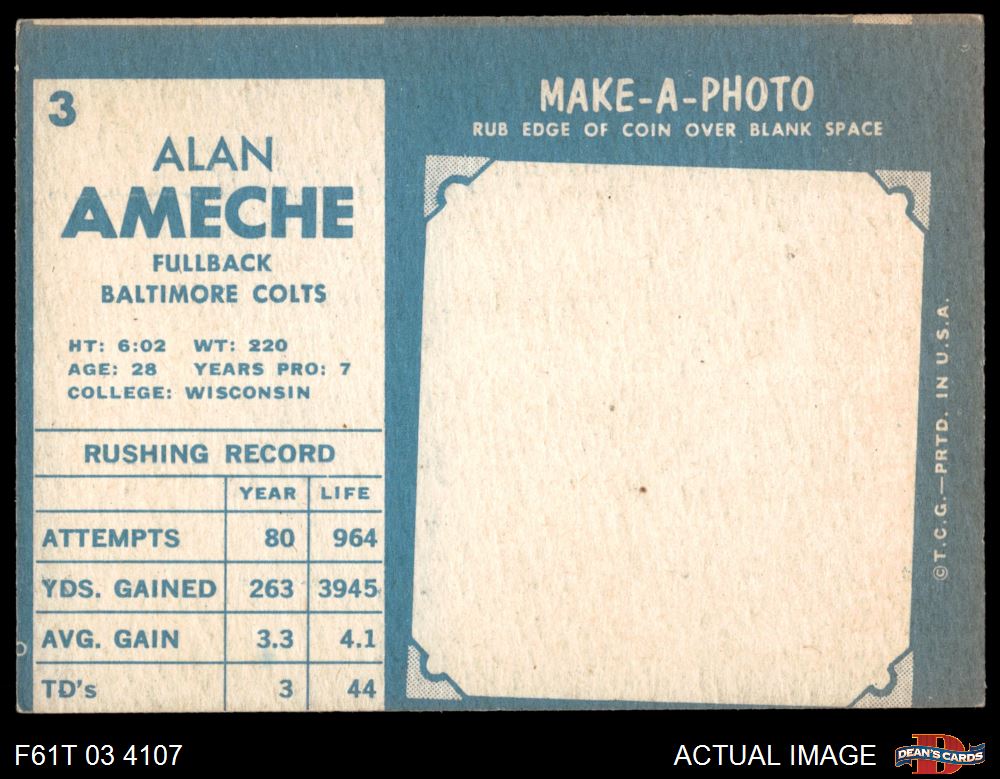 3
ALAN
AMECHE
FULLBACK
BALTIMORE COLTS
HT: 6:02 WT: 220
AGE: 28 YEARS PRO: 7
COLLEGE: WISCONSIN
RUSHING RECORD
YEAR LIFE
ATTEMPTS 80 964
YDS. GAINED 263 3945
AVG. GAIN 3.3 4.1
TD's 3 44
MAKE-A-PHOTO
RUB EDGE OF COIN OVER BLANK SPACE
©T.C.G.—PRTD. IN U.S.A.
F61T 03 4107
ACTUAL IMAGE
D
DEAN'S CARDS